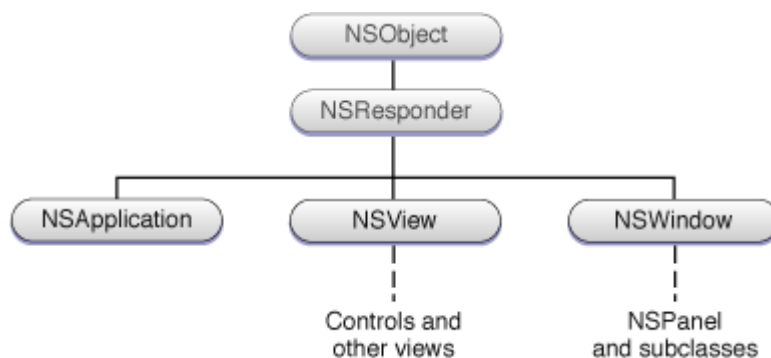 NSObject
NSResponder
NSApplication
NSView
NSWindow
Controls and
other views
NSPanel
and subclasses